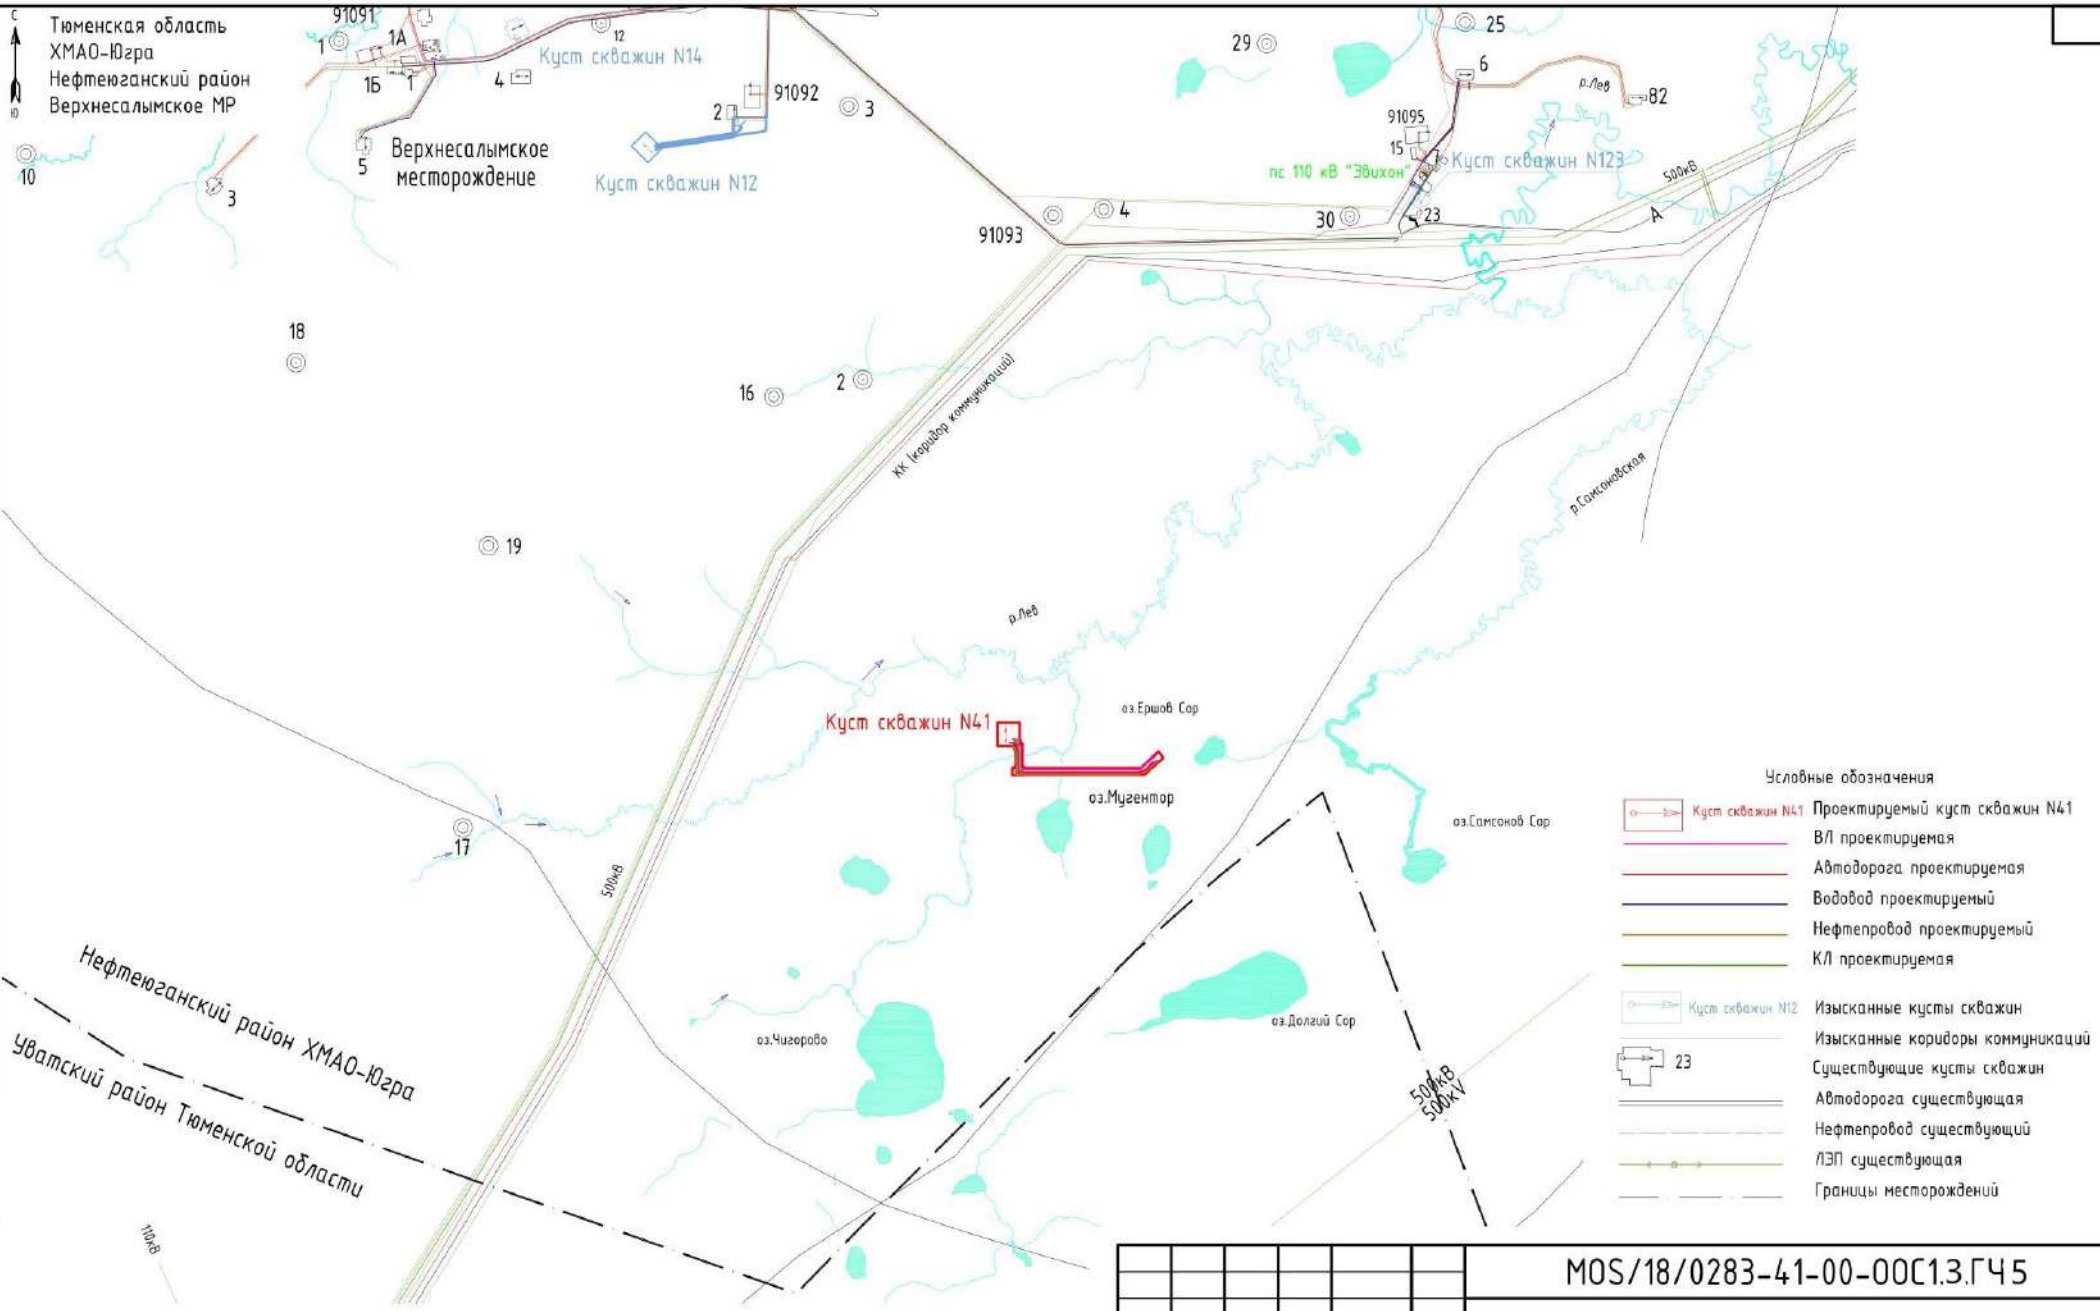 С
Ю
Тюменская область
ХМАО-Югра
Нефтеюганский район
Верхнесалымское МР
91091
1
1А
1Б
1
12
Куст скважин N14
4
2
91092
3
29
25
6
р.Лев
82
10
3
5
Верхнесалымское
месторождение
Куст скважин N12
91095
15
7
Куст скважин N123
пс 110 кВ "Эвихон"
500кВ
А
91093
4
30
23
18
16
2
КК (коридор коммуникаций)
р.Самсоновская
19
р.Лев
оз.Ершов Сор
Куст скважин N41
оз.Мугентор
оз.Самсонов Сор
17
500кВ
Нефтеюганский район ХМАО-Югра
Уватский район Тюменской области
оз.Чигорово
оз.Долгий Сор
500кВ
500kV
110кВ
Условные обозначения
Куст скважин N41 Проектируемый куст скважин N41
ВЛ проектируемая
Автодорога проектируемая
Водовод проектируемый
Нефтепровод проектируемый
КЛ проектируемая
Куст скважин N12 Изысканные кусты скважин
Изысканные коридоры коммуникаций
23 Существующие кусты скважин
Автодорога существующая
Нефтепровод существующий
ЛЭП существующая
Границы месторождений
MOS/18/0283-41-00-ООС1.3.ГЧ5